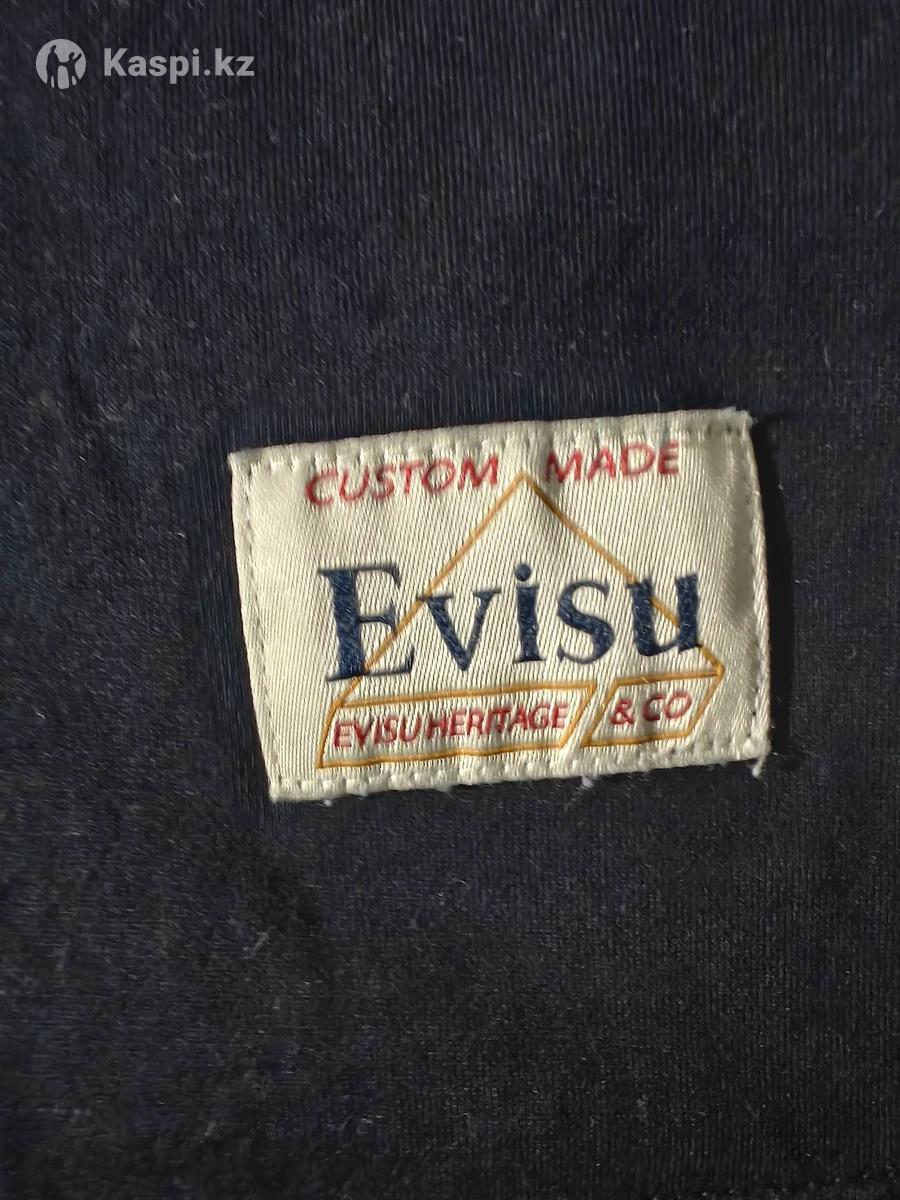 Kaspi.kz
CUSTOM MADE
Evisu
EVISU HERITAGE & CO